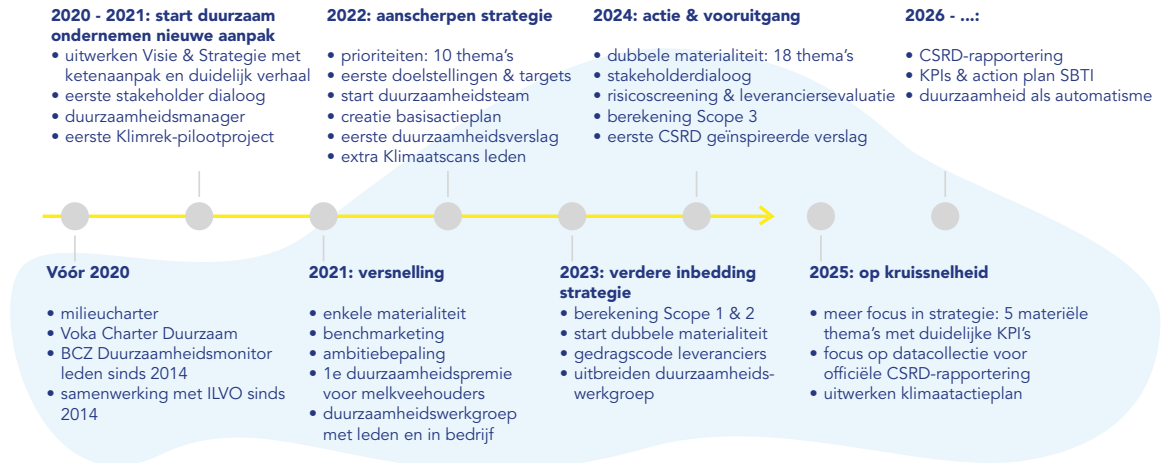 2020 - 2021: start duurzaam
ondernemen nieuwe aanpak
• uitwerken Visie & Strategie met
ketenaanpak en duidelijk verhaal
• eerste stakeholder dialoog
• duurzaamheidsmanager
• eerste Klimrek-pilootproject
2022: aanscherpen strategie
• prioriteiten: 10 thema's
• eerste doelstellingen & targets
• start duurzaamheidsteam
• creatie basisactieplan
• eerste duurzaamheidsverslag
• extra Klimaatscans leden
2024: actie & vooruitgang
• dubbele materialiteit: 18 thema's
• stakeholderdialoog
• risicoscreening & leveranciersevaluatie
• berekening Scope 3
• eerste CSRD geïnspireerde verslag
2026 - ...:
• CSRD-rapportering
• KPIs & action plan SBTI
• duurzaamheid als automatisme
Vóór 2020
• milieucharter
• Voka Charter Duurzaam
• BCZ Duurzaamheidsmonitor
leden sinds 2014
• samenwerking met ILVO sinds
2014
2021: versnelling
• enkele materialiteit
• benchmarketing
• ambitiebepaling
• 1e duurzaamheidspremie
voor melkveehouders
• duurzaamheidswerkgroep
met leden en in bedrijf
2023: verdere inbedding
strategie
• berekening Scope 1 & 2
• start dubbele materialiteit
• gedragscode leveranciers
• uitbreiden duurzaamheids-
werkgroep
2025: op kruissnelheid
• meer focus in strategie: 5 materiële
thema's met duidelijke KPI's
• focus op datacollectie voor
officiële CSRD-rapportering
• uitwerken klimaatactieplan